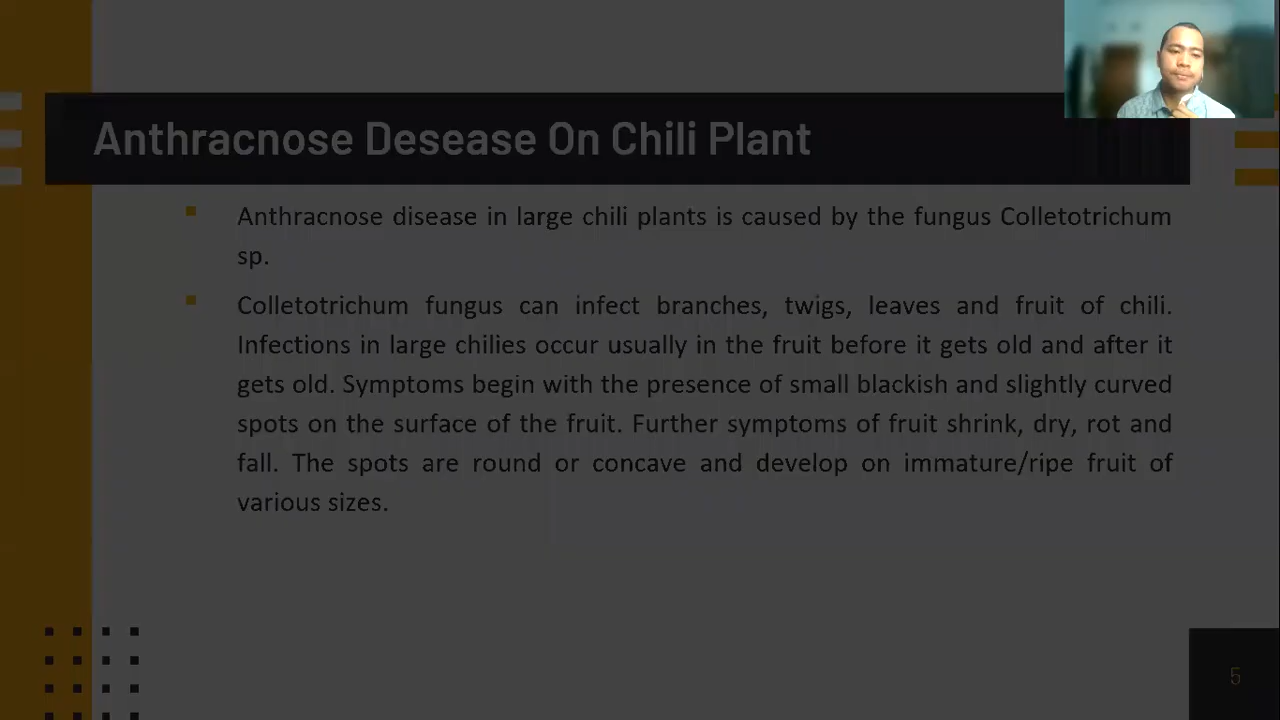 Anthracnose Desease On Chili Plant
Anthracnose disease in large chili plants is caused by the fungus Colletotrichum
sp.
Colletotrichum fungus can infect branches, twigs, leaves and fruit of chili.
Infections in large chilies occur usually in the fruit before it gets old and after it
gets old. Symptoms begin with the presence of small blackish and slightly curved
spots on the surface of the fruit. Further symptoms of fruit shrink, dry, rot and
fall. The spots are round or concave and develop on immature/ripe fruit of
various sizes.
5